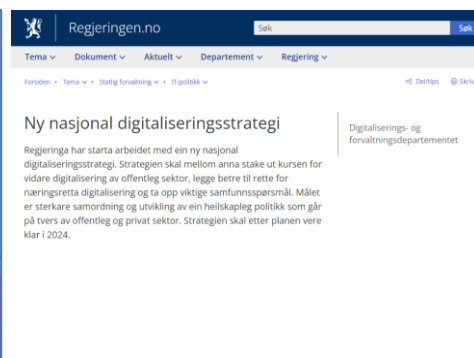 Regjeringen.no
Søk
Søk
Tema
Dokument
Aktuelt
Departement
Regjering
Forsiden • Tema • Statlig forvaltning • IT-politikk
Del/tips
Skriv
Ny nasjonal digitaliseringsstrategi
Digitaliserings- og
forvaltningsdepartementet
Regjeringa har starta arbeidet med ein ny nasjonal
digitaliseringsstrategi. Strategien skal mellom anna stake ut kursen for
vidare digitalisering av offentleg sektor, legge betre til rette for
næringsretta digitalisering og ta opp viktige samfunnsspørsmål. Målet
er sterkare samordning og utvikling av ein heilskapleg politikk som går
på tvers av offentleg og privat sektor. Strategien skal etter planen vere
klar i 2024.